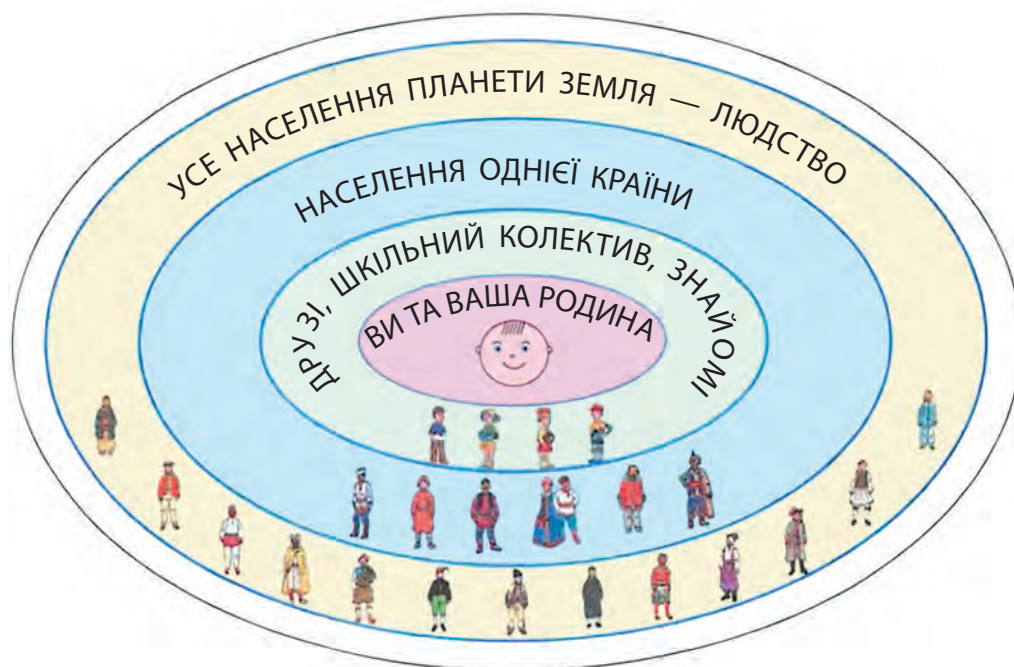 УСЕ НАСЕЛЕННЯ ПЛАНЕТИ ЗЕМЛЯ — ЛЮДСТВО
НАСЕЛЕННЯ ОДНІЄЇ КРАЇНИ
ДРУЗІ, ШКІЛЬНИЙ КОЛЕКТИВ, ЗНАЙОМІ
ВИ ТА ВАША РОДИНА